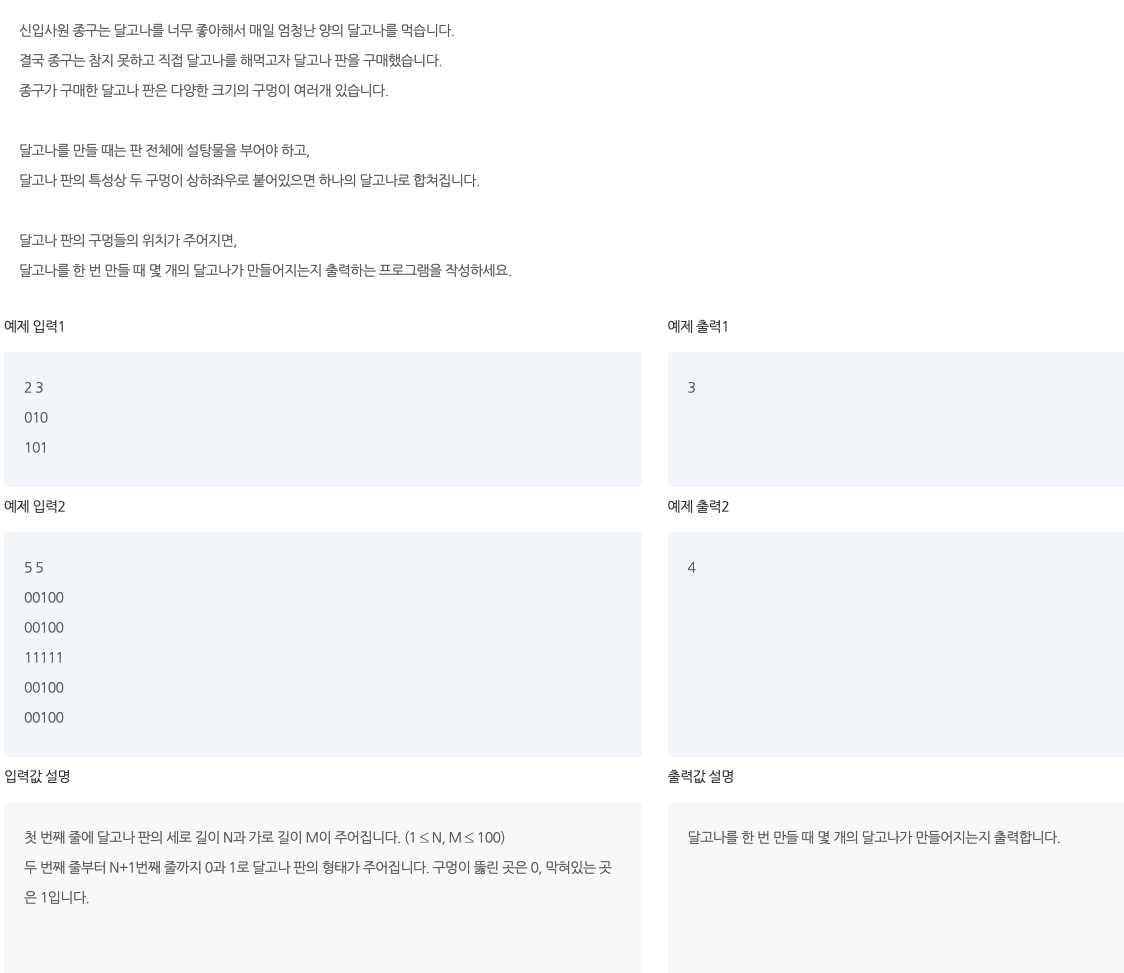 신입사원 종구는 달고나를 너무 좋아해서 매일 엄청난 양의 달고나를 먹습니다.
결국 종구는 참지 못하고 직접 달고나를 해먹고자 달고나 판을 구매했습니다.
종구가 구매한 달고나 판은 다양한 크기의 구멍이 여러개 있습니다.
달고나를 만들 때는 판 전체에 설탕물을 부어야 하고,
달고나 판의 특성상 두 구멍이 상하좌우로 붙어있으면 하나의 달고나로 합쳐집니다.
달고나 판의 구멍들의 위치가 주어지면,
달고나를 한 번 만들 때 몇 개의 달고나가 만들어지는지 출력하는 프로그램을 작성하세요.
예제 입력1
2 3
010
101
예제 출력1
3
예제 입력2
5 5
00100
00100
11111
00100
00100
예제 출력2
4
입력값 설명
첫 번째 줄에 달고나 판의 세로 길이 N과 가로 길이 M이 주어집니다. (1 ≤ N, M ≤ 100)
두 번째 줄부터 N+1번째 줄까지 0과 1로 달고나 판의 형태가 주어집니다. 구멍이 뚫린 곳은 0, 막혀있는 곳
은 1입니다.
출력값 설명
달고나를 한 번 만들 때 몇 개의 달고나가 만들어지는지 출력합니다.